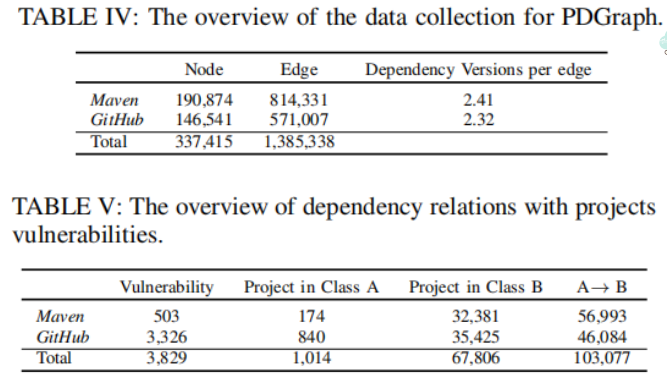 TABLE IV: The overview of the data collection for PDGraph.
Node Edge Dependency Versions per edge
Maven 190,874 814,331 2.41
GitHub 146,541 571,007 2.32
Total 337,415 1,385,338
TABLE V: The overview of dependency relations with projects
vulnerabilities.
Vulnerability Project in Class A Project in Class B A→ B
Maven 503 174 32,381 56,993
GitHub 3,326 840 35,425 46,084
Total 3,829 1,014 67,806 103,077